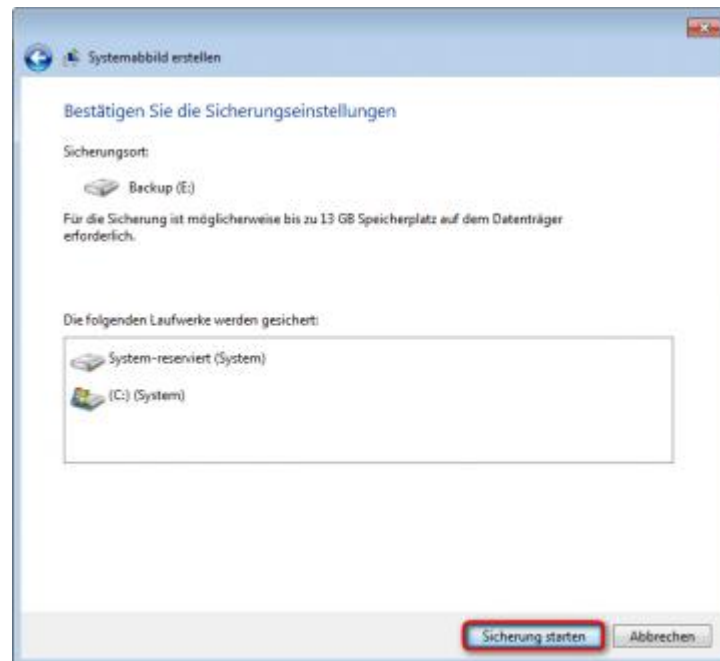 Systemabbild erstellen
Bestätigen Sie die Sicherungseinstellungen
Sicherungsort:
Backup (E:)
Für die Sicherung ist möglicherweise bis zu 13 GB Speicherplatz auf dem Datenträger
erforderlich.
Die folgenden Laufwerke werden gesichert:
System-reserviert (System)
(C:) (System)
Sicherung starten
Abbrechen